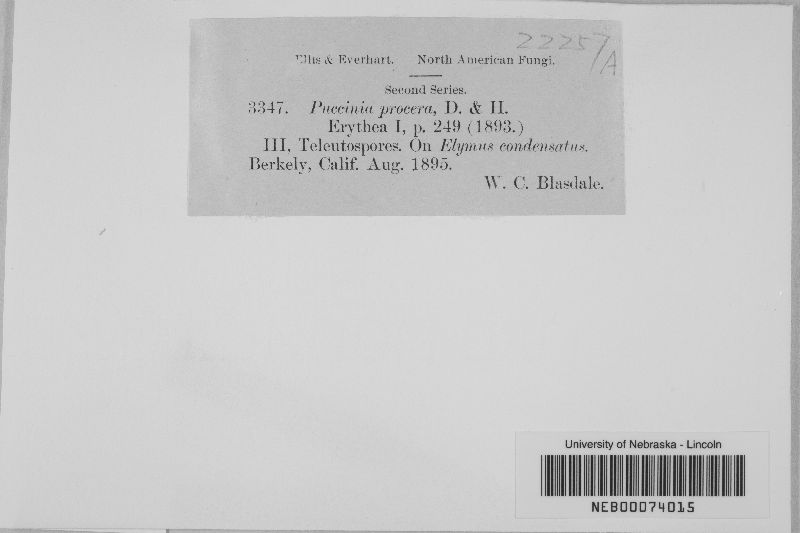 22257/A
Ellis & Everhart. North American Fungi.
Second Series.
3347. Puccinia procera, D. & H.
Erythea I, p. 249 (1893.)
III, Teleutospores. On Elymus condensatus.
Berkely, Calif. Aug. 1895.
W. C. Blasdale.
University of Nebraska - Lincoln
NEB00074015